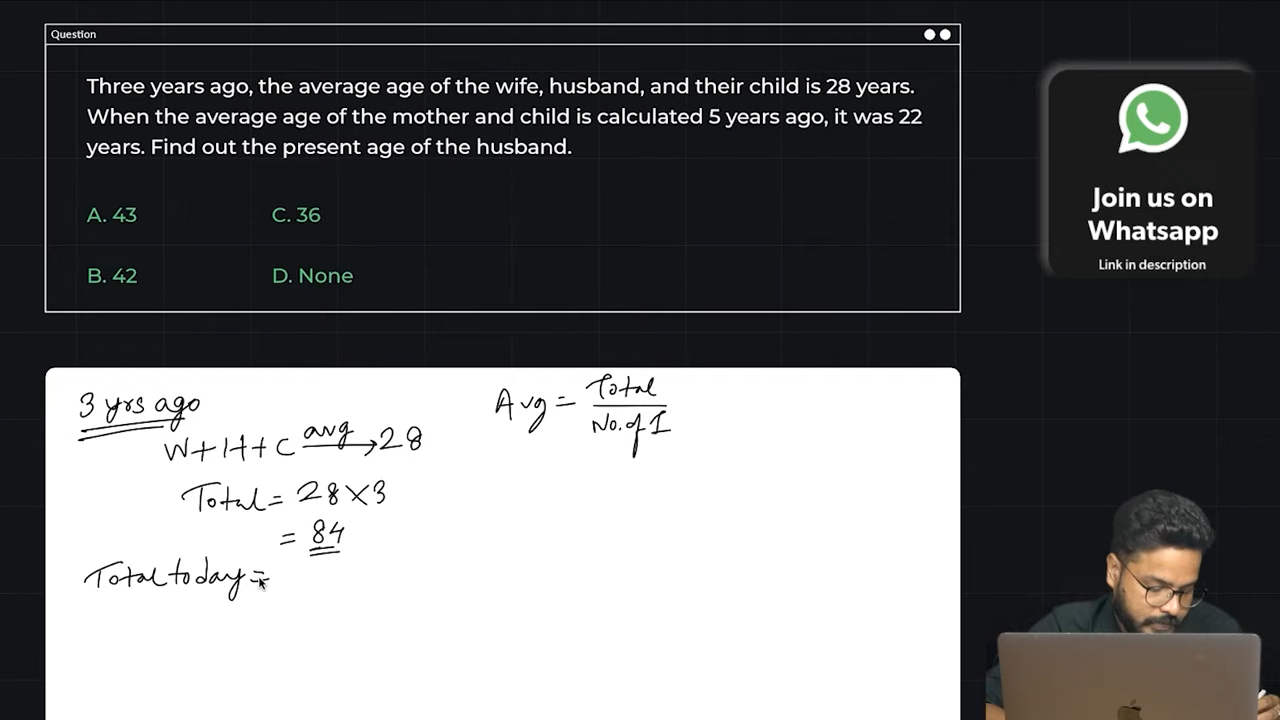 Question
Three years ago, the average age of the wife, husband, and their child is 28 years.
When the average age of the mother and child is calculated 5 years ago, it was 22
years. Find out the present age of the husband.
A. 43
C. 36
B. 42
D. None
Join us on
Whatsapp
Link in description
3 yrs ago
W+H+C avg→28
Total = 28×3
= 84
Total today =
Avg = Total
No. of I